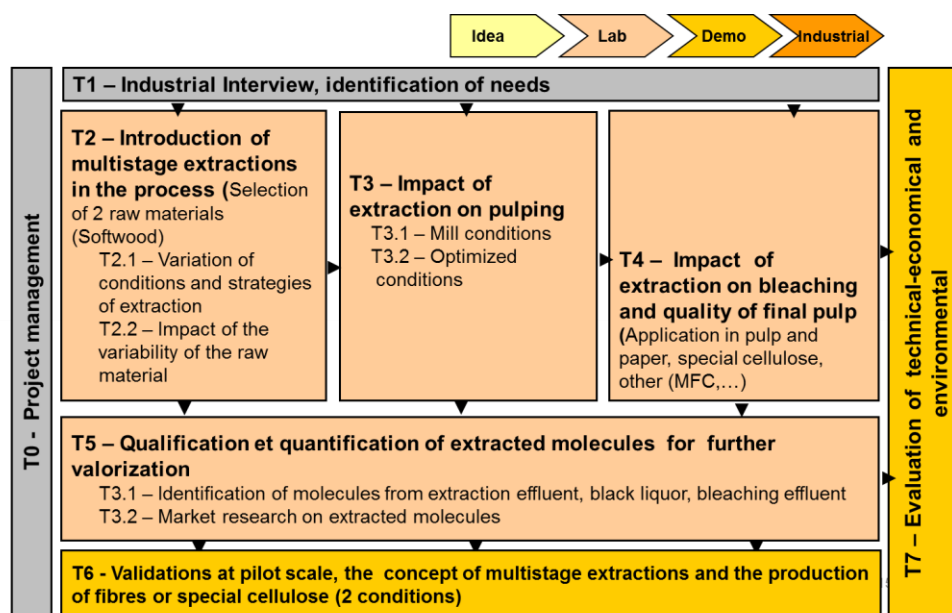 Idea
Lab
Demo
Industrial
T0 - Project management
T1 – Industrial Interview, identification of needs
T2 – Introduction of
multistage extractions
in the process (Selection
of 2 raw materials
(Softwood)
T2.1 – Variation of
conditions and strategies
of extraction
T2.2 – Impact of the
variability of the raw
material
T3 – Impact of
extraction on pulping
T3.1 – Mill conditions
T3.2 – Optimized
conditions
T4 – Impact of
extraction on bleaching
and quality of final pulp
(Application in pulp and
paper, special cellulose,
other (MFC,…)
T5 – Qualification et quantification of extracted molecules for further
valorization
T3.1 – Identification of molecules from extraction effluent, black liquor, bleaching effluent
T3.2 – Market research on extracted molecules
T6 - Validations at pilot scale, the concept of multistage extractions and the production
of fibres or special cellulose (2 conditions)
T7 – Evaluation of technical-economical and
environmental